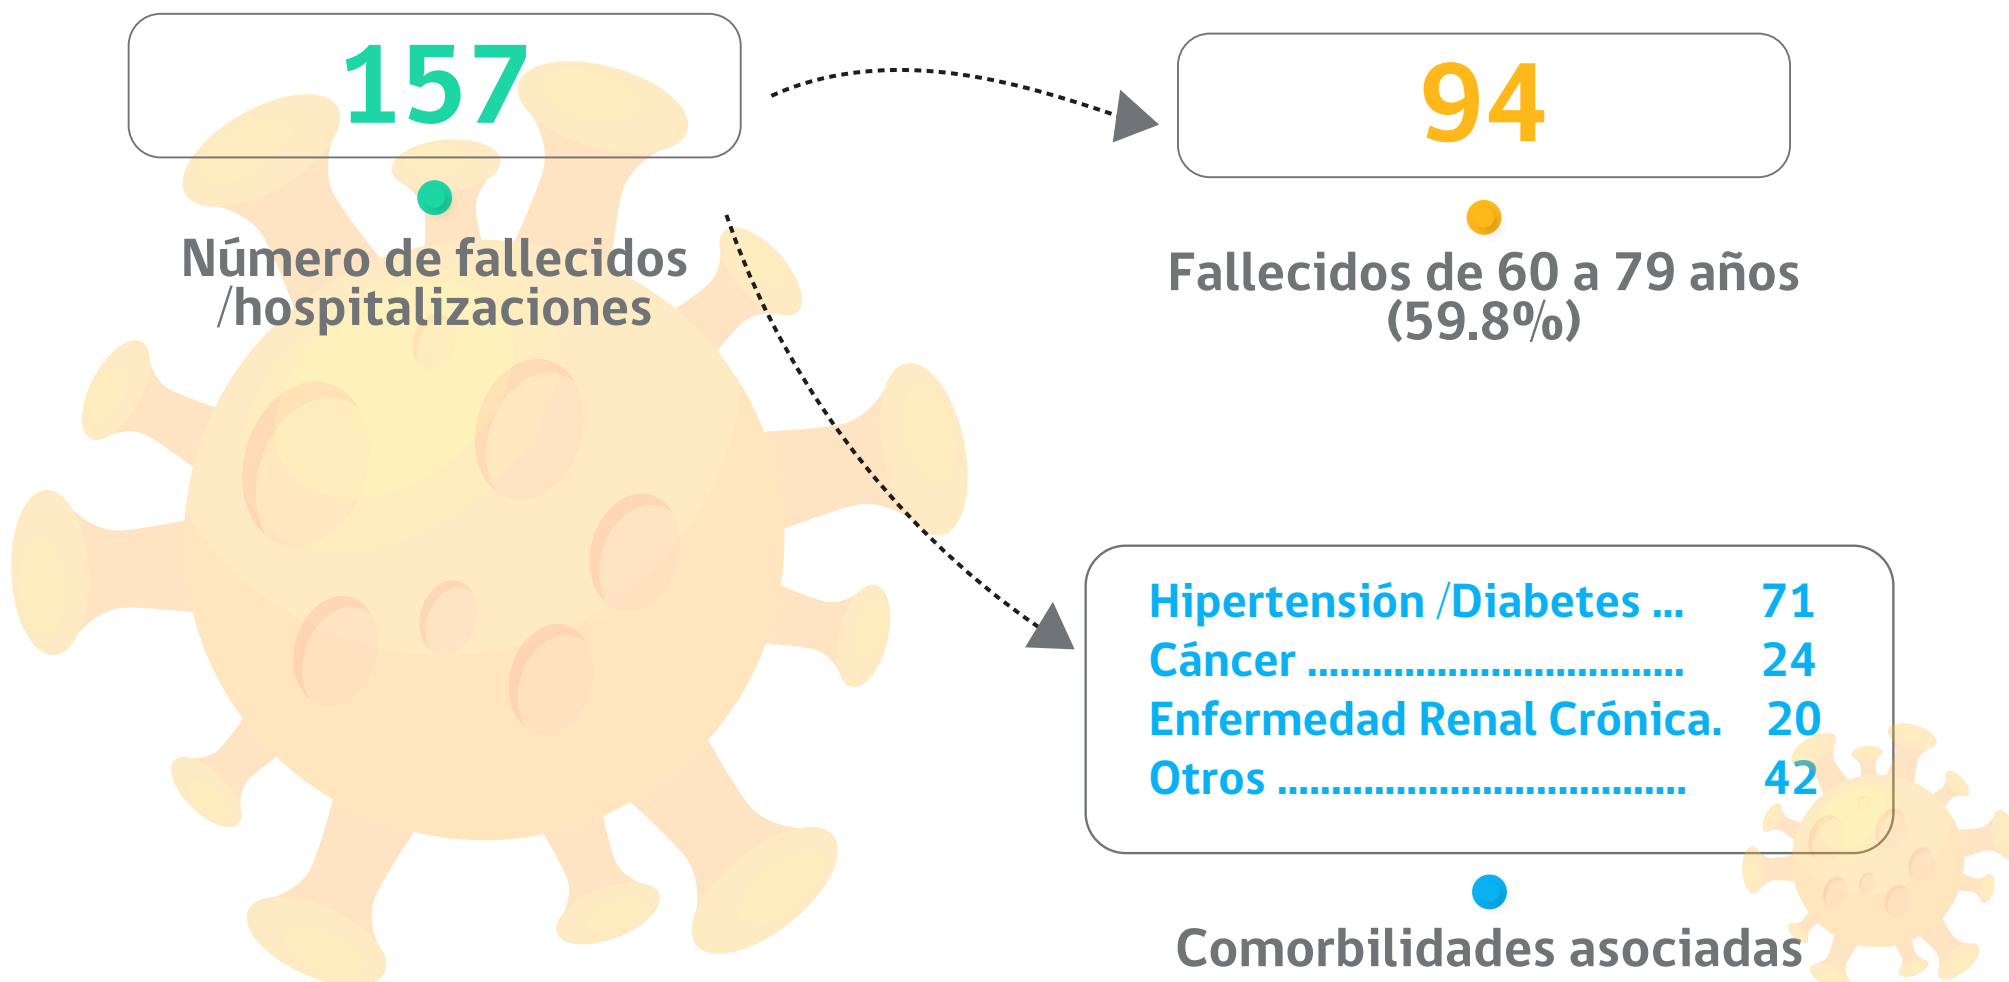 157
Número de fallecidos
/hospitalizaciones
94
Fallecidos de 60 a 79 años
(59.8%)
Hipertensión /Diabetes ... 71
Cáncer ................................... 24
Enfermedad Renal Crónica. 20
Otros ...................................... 42
Comorbilidades asociadas